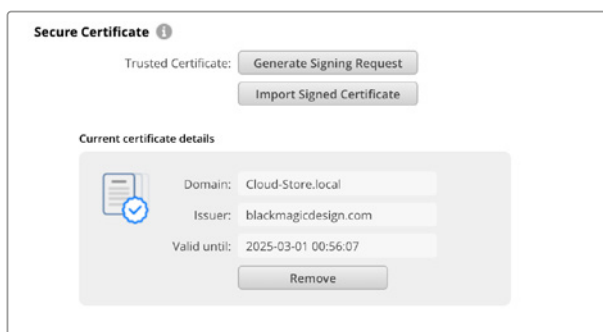 Secure Certificate
Trusted Certificate: Generate Signing Request
Import Signed Certificate
Current certificate details
Domain: Cloud-Store.local
Issuer: blackmagicdesign.com
Valid until: 2025-03-01 00:56:07
Remove